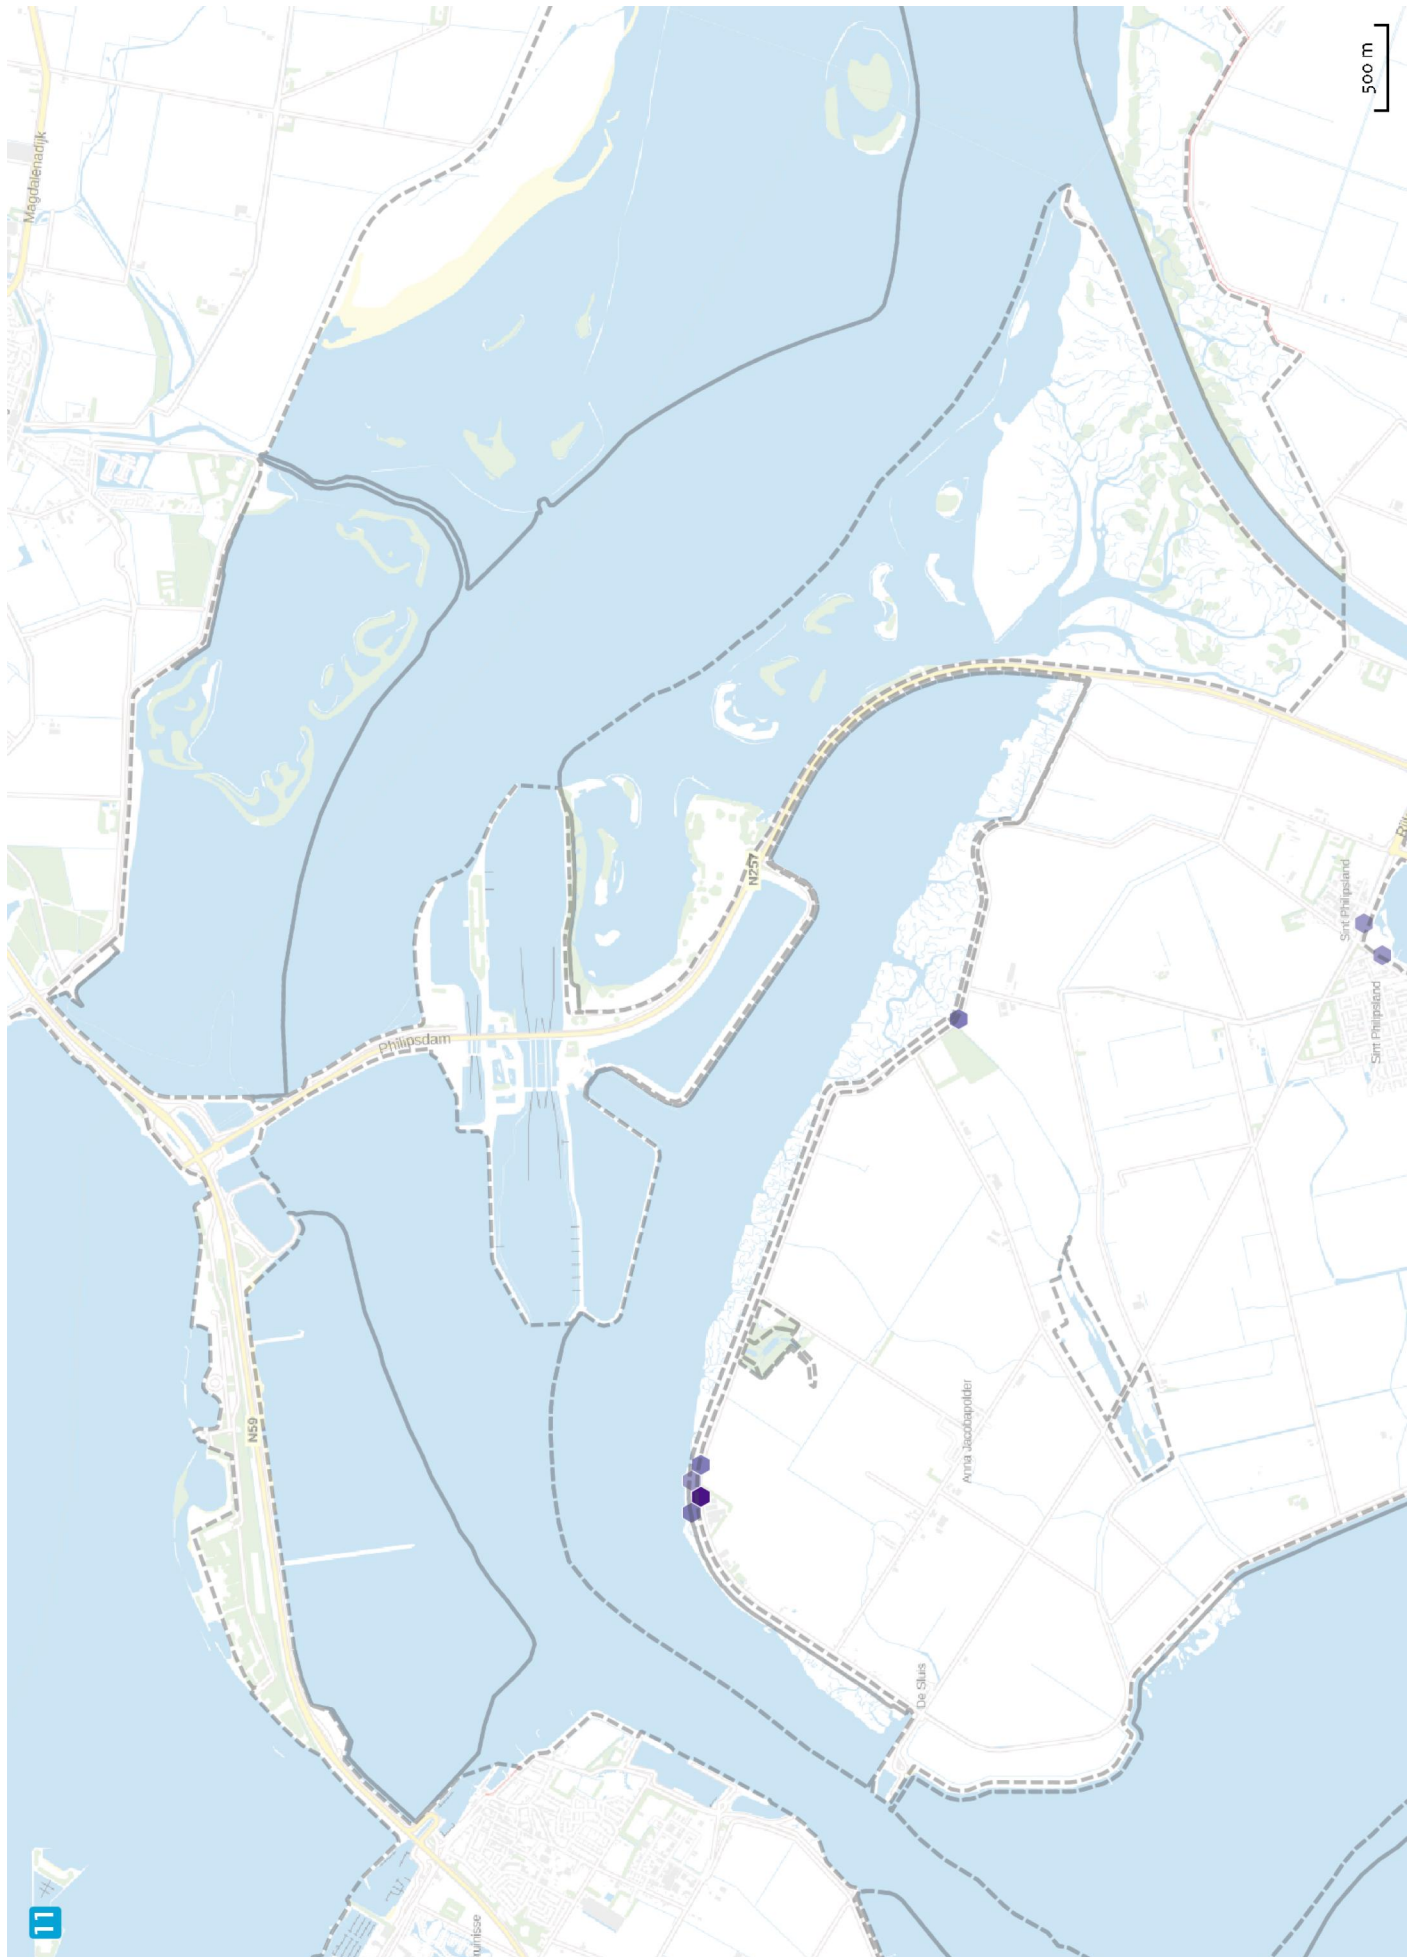 Magdalenadijk
500 m
N257
Philipsdam
Sint Philipsland
Sint Philipsland
N59
Anna Jacobapolder
De Sluis
11